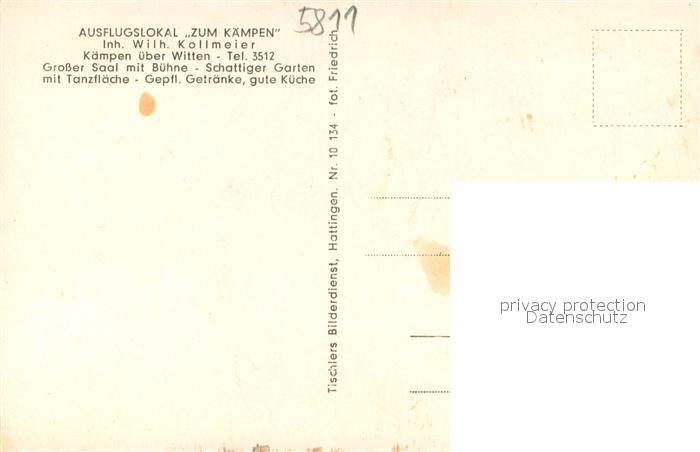 5811
AUSFLUGSLOKAL „ZUM KÄMPEN"
Inh. Wilh. Kollmeier
Kämpen über Witten - Tel. 3512
Großer Saal mit Bühne - Schattiger Garten
mit Tanzfläche - Gepfl. Getränke, gute Küche
Tischlers Bilderdienst, Hattingen. Nr. 10 134 - fot. Friedrich
privacy protection
Datenschutz